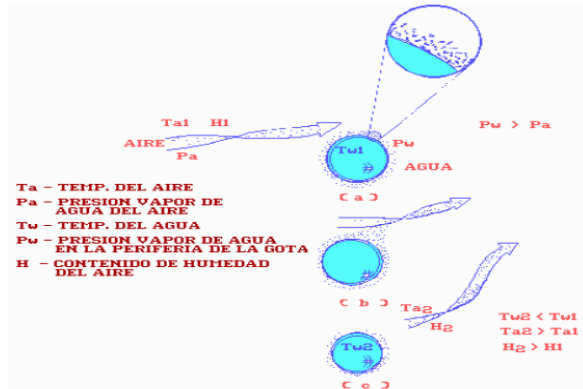 Ta1 H1
AIRE
Pa
Tw1
Pw
Pw > Pa
AGUA
( a )
Ta - TEMP. DEL AIRE
Pa - PRESION VAPOR DE
AGUA DEL AIRE
Tw - TEMP. DEL AGUA
Pw - PRESION VAPOR DE AGUA
EN LA PERIFERIA DE LA GOTA
H - CONTENIDO DE HUMEDAD
DEL AIRE
( b )
Ta2
H2
Tw2 < Tw1
Ta2 > Ta1
H2 > H1
Tw2
( c )